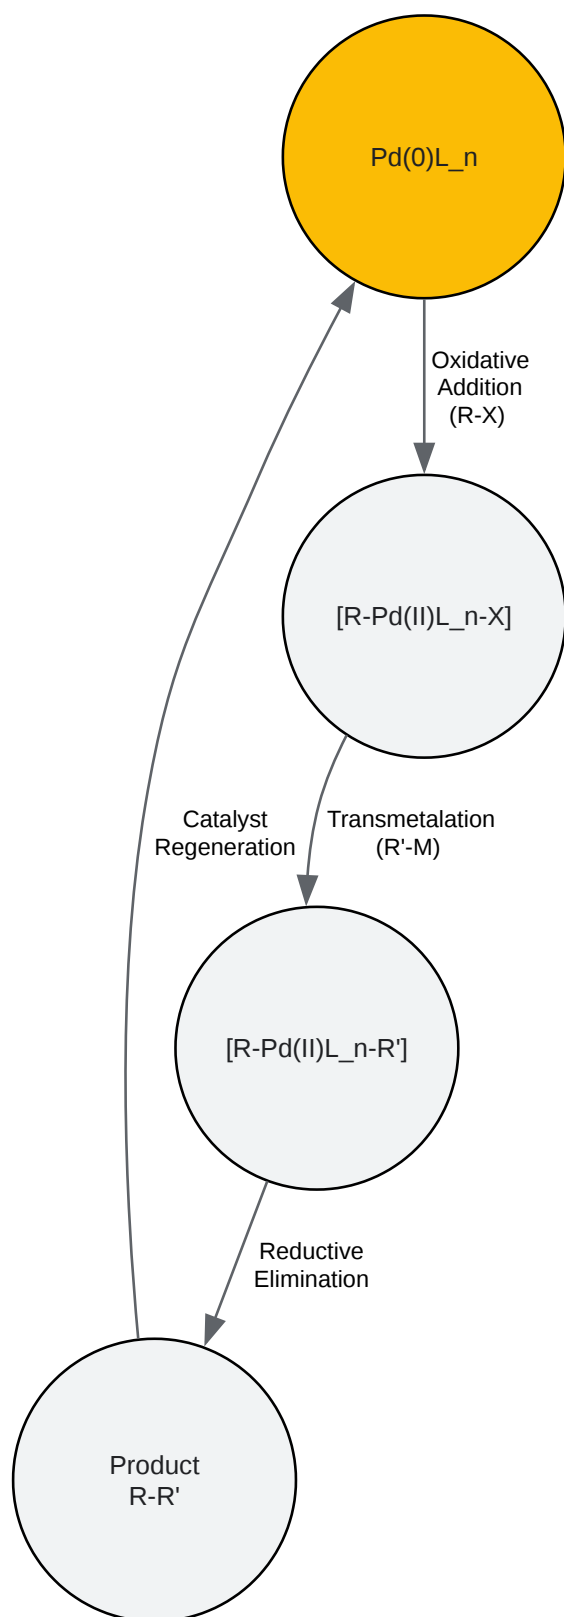 Pd(0)L_n
Oxidative
Addition
(R-X)
[R-Pd(II)L_n-X]
Catalyst
Regeneration
Transmetalation
(R'-M)
[R-Pd(II)L_n-R']
Reductive
Elimination
Product
R-R'